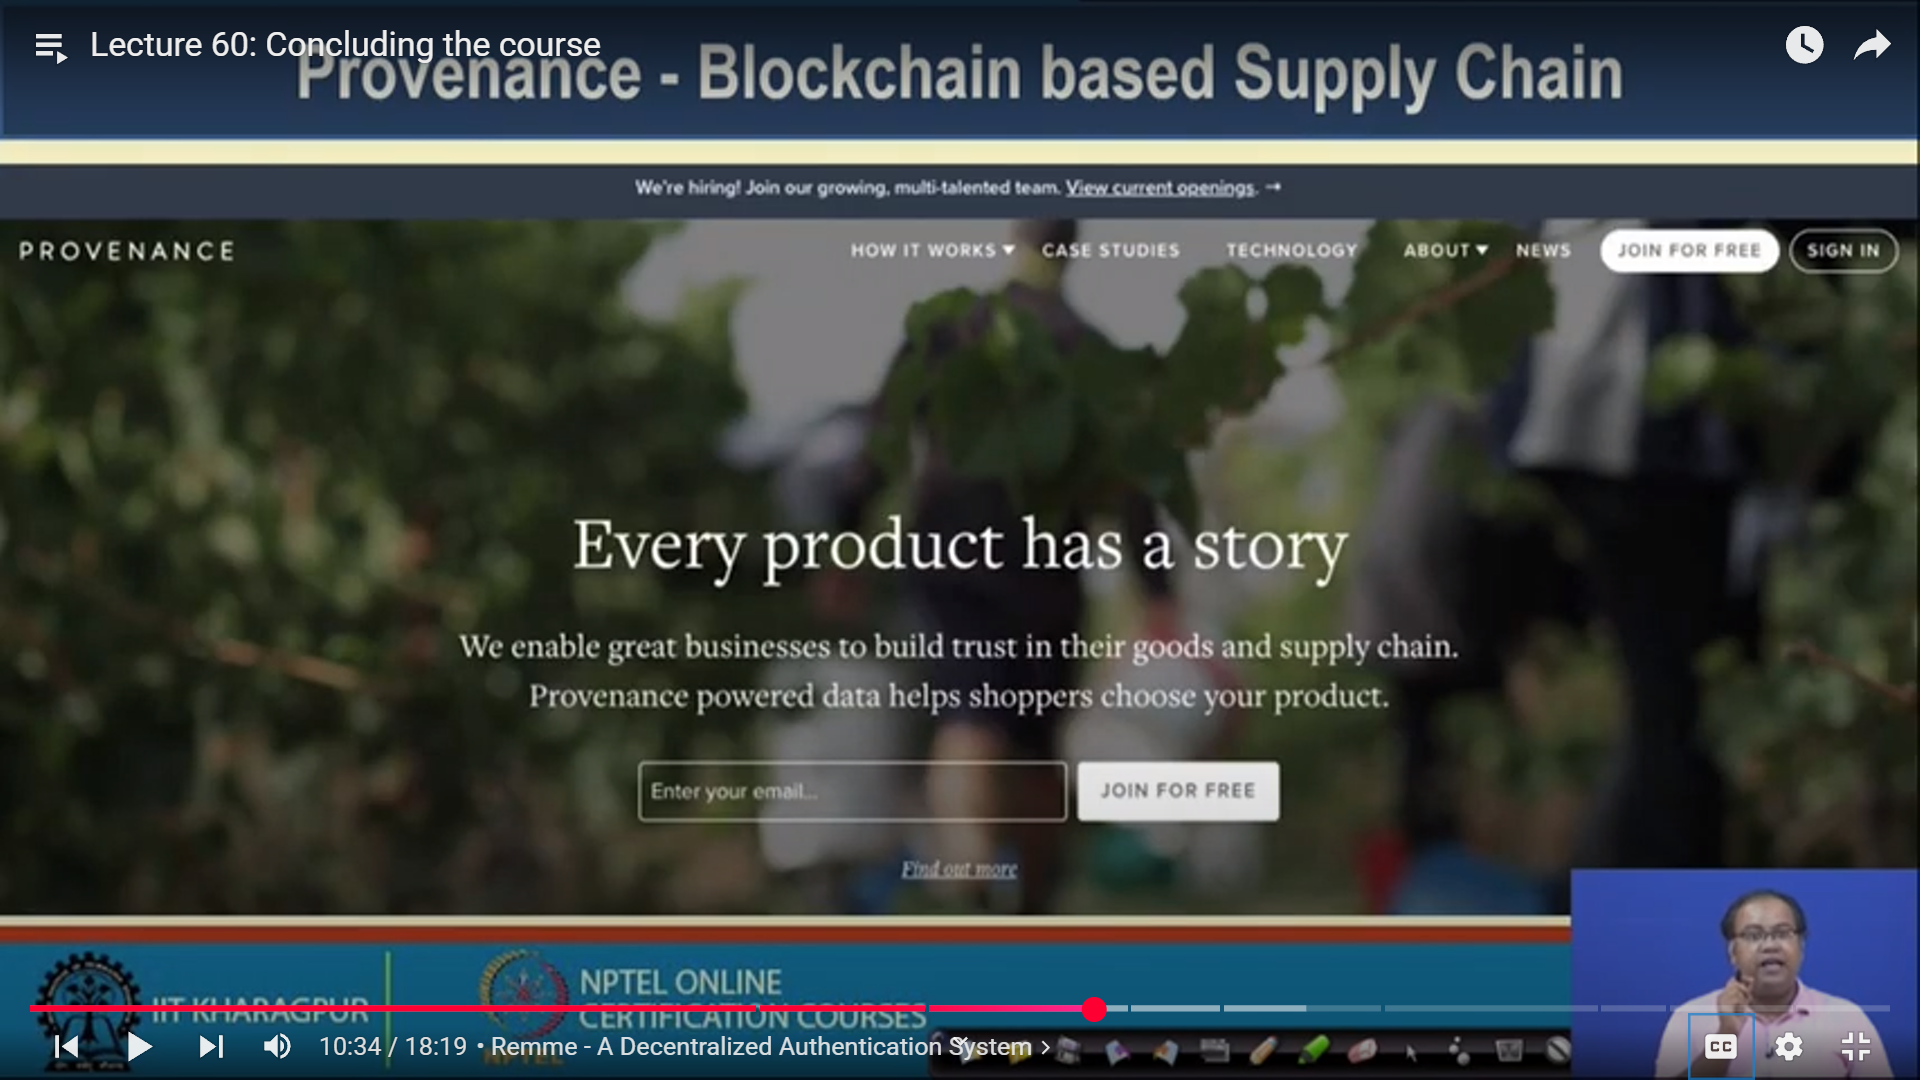 Lecture 60: Concluding the course
Provenance - Blockchain based Supply Chain
We're hiring! Join our growing, multi-talented team. View current openings. →
PROVENANCE
HOW IT WORKS ▼ CASE STUDIES TECHNOLOGY ABOUT ▼ NEWS JOIN FOR FREE SIGN IN
Every product has a story
We enable great businesses to build trust in their goods and supply chain.
Provenance powered data helps shoppers choose your product.
Enter your email... JOIN FOR FREE
Find out more
IIT KHARAGPUR
NPTEL ONLINE
CERTIFICATION COURSES
NPTEL
10:34 / 18:19 • Remme - A Decentralized Authentication System >
CC